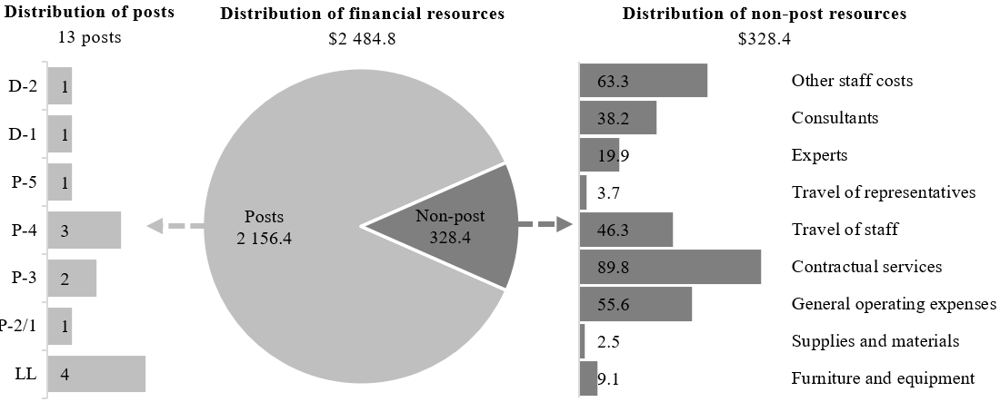 Distribution of posts
13 posts
D-2 1
D-1 1
P-5 1
P-4 3
P-3 2
P-2/1 1
LL 4
Distribution of financial resources
$2 484.8
Posts
2 156.4
Non-post
328.4
Distribution of non-post resources
$328.4
63.3 Other staff costs
38.2 Consultants
19.9 Experts
3.7 Travel of representatives
46.3 Travel of staff
89.8 Contractual services
55.6 General operating expenses
2.5 Supplies and materials
9.1 Furniture and equipment